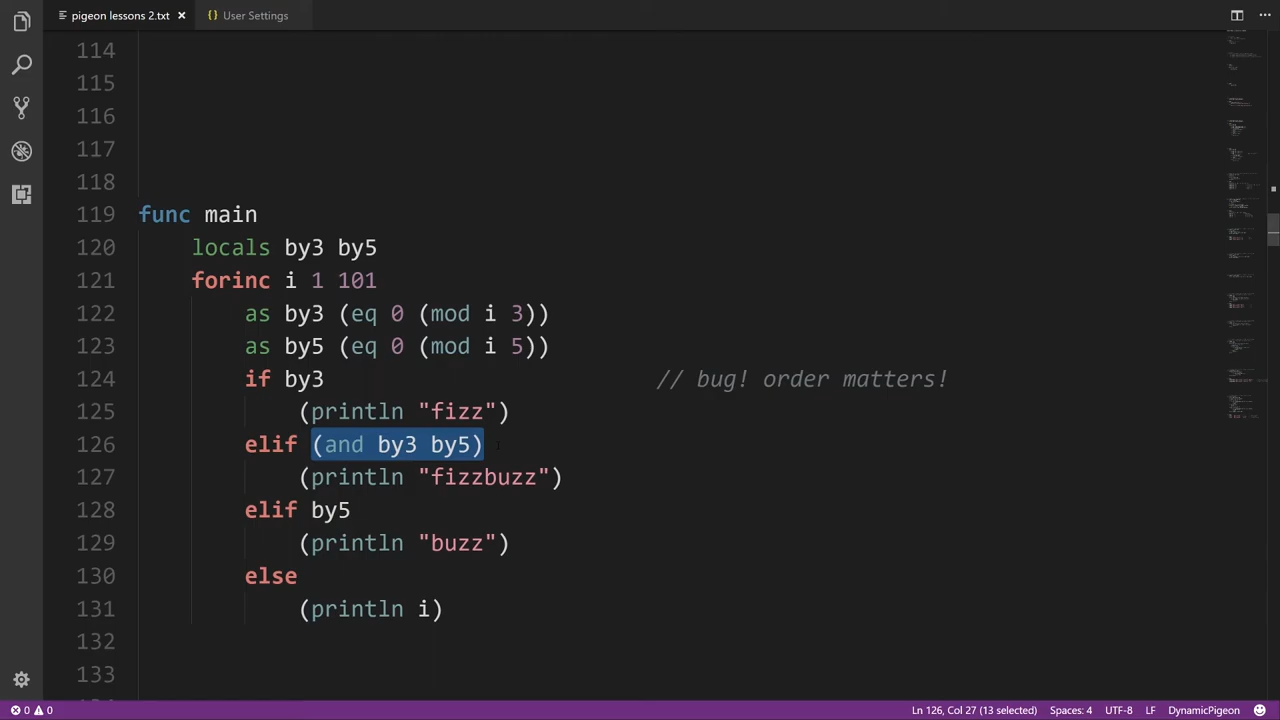 pigeon lessons 2.txt × {} User Settings
114
115
116
117
118
119 func main
120 locals by3 by5
121 forinc i 1 101
122 as by3 (eq 0 (mod i 3))
123 as by5 (eq 0 (mod i 5))
124 if by3 // bug! order matters!
125 (println "fizz")
126 elif (and by3 by5)
127 (println "fizzbuzz")
128 elif by5
129 (println "buzz")
130 else
131 (println i)
132
133
0 0 Ln 126, Col 27 (13 selected) Spaces: 4 UTF-8 LF DynamicPigeon